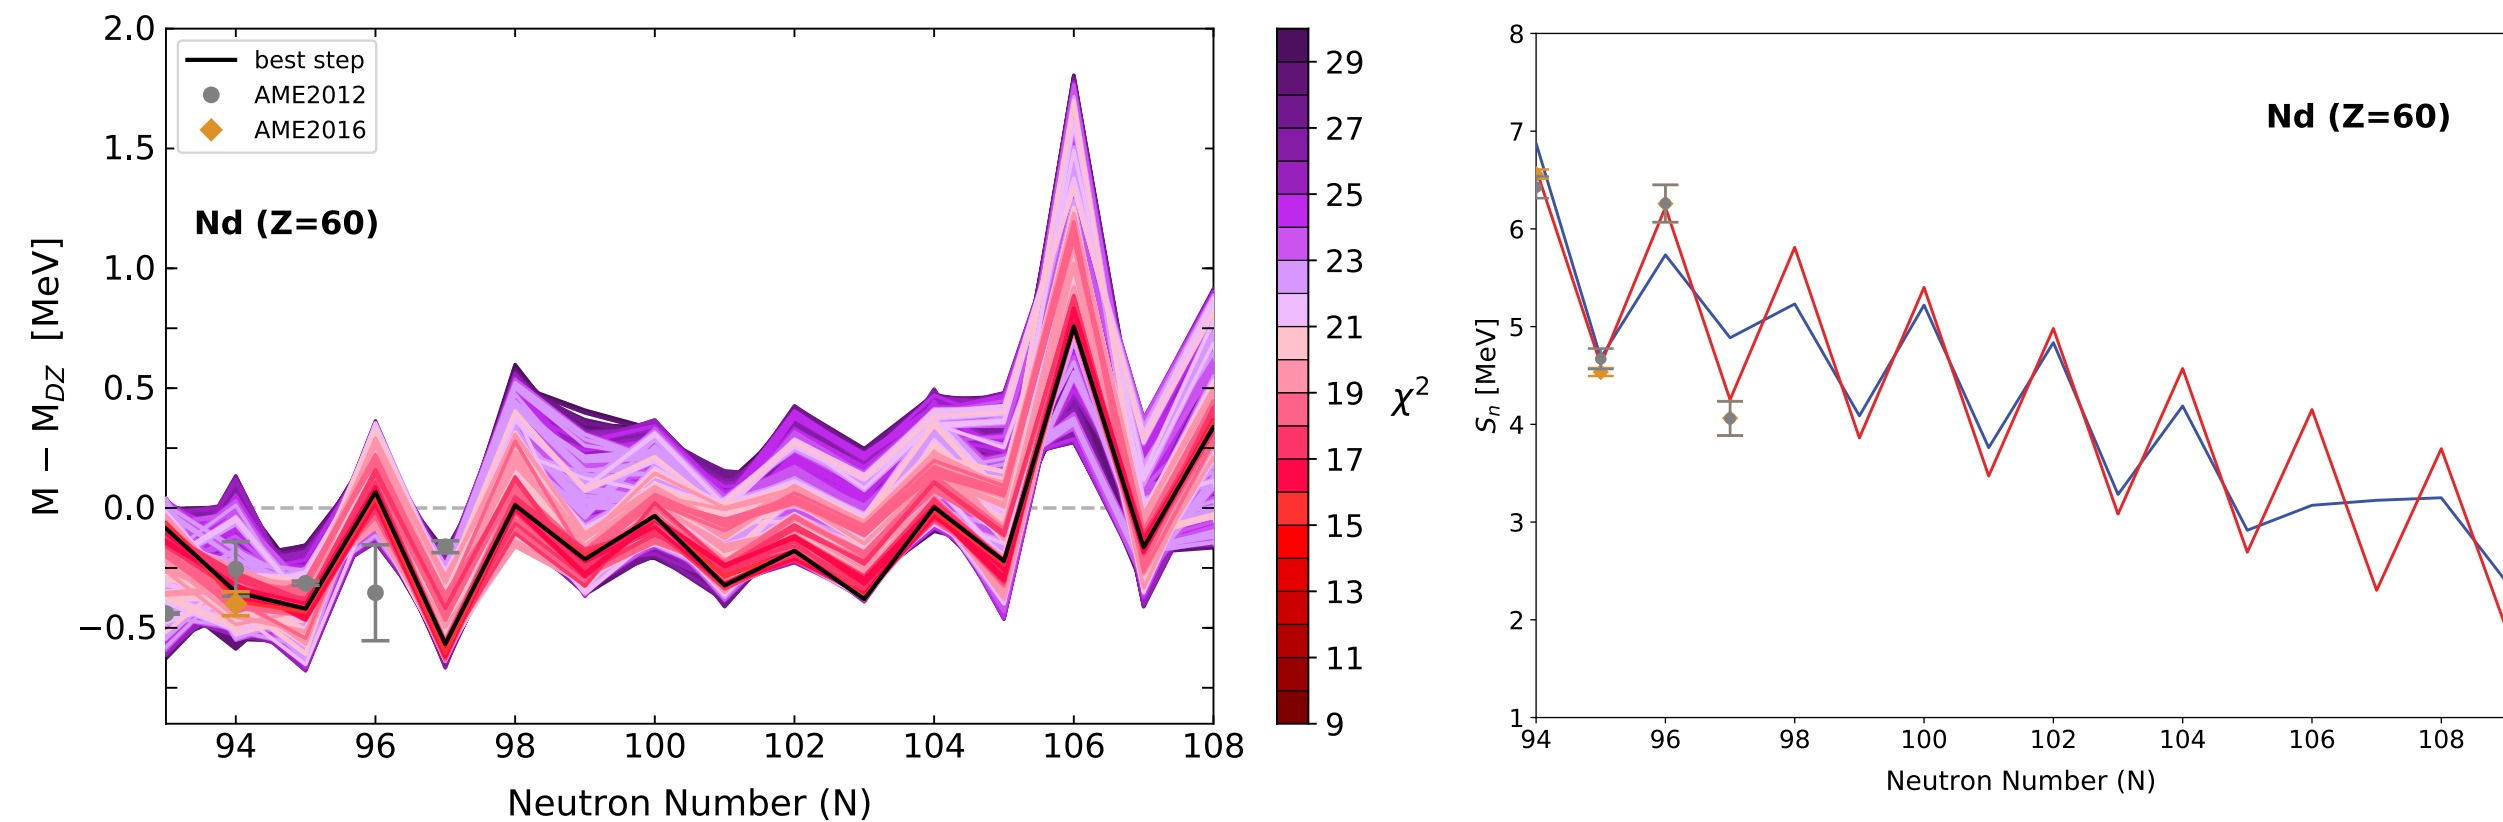 2.0
1.5
1.0
0.5
0.0
−0.5
M − M_DZ [MeV]
best step
AME2012
AME2016
Nd (Z=60)
94 96 98 100 102 104 106 108
Neutron Number (N)
29
27
25
23
21
19
17
15
13
11
9
χ²
8
7
6
5
4
3
2
1
S_n [MeV]
Nd (Z=60)
94 96 98 100 102 104 106 108
Neutron Number (N)